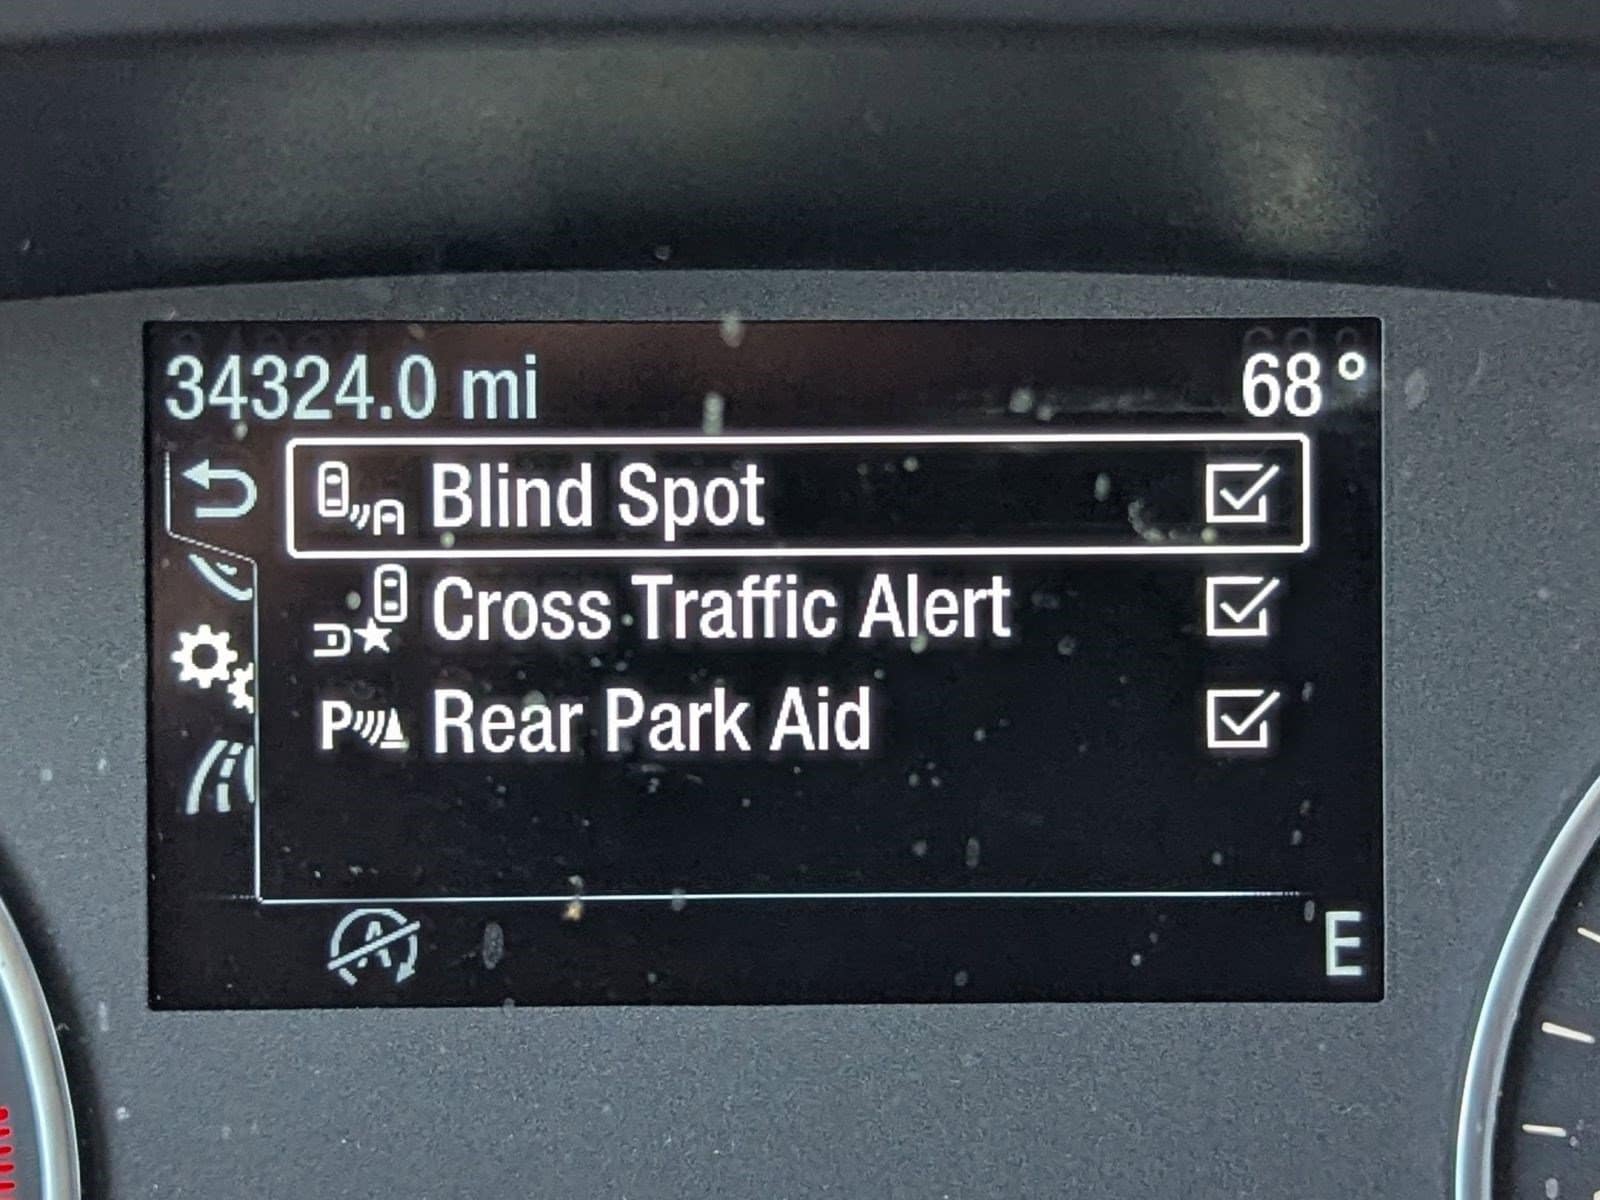 34324.0 mi
68°
Blind Spot
Cross Traffic Alert
P Rear Park Aid
A
E